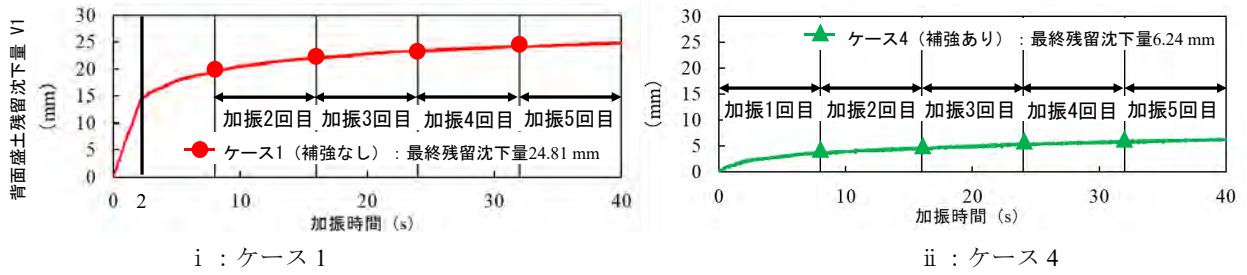 背面盛土残留沈下量 V1
(mm)
30
25
20
15
10
5
0
加振2回目
加振3回目
加振4回目
加振5回目
ケース1(補強なし):最終残留沈下量24.81 mm
0
2
10
20
30
40
加振時間(s)
ⅰ:ケース1
(mm)
30
25
20
15
10
5
0
ケース4(補強あり):最終残留沈下量6.24 mm
加振1回目
加振2回目
加振3回目
加振4回目
加振5回目
0
10
20
30
40
加振時間(s)
ⅱ:ケース4